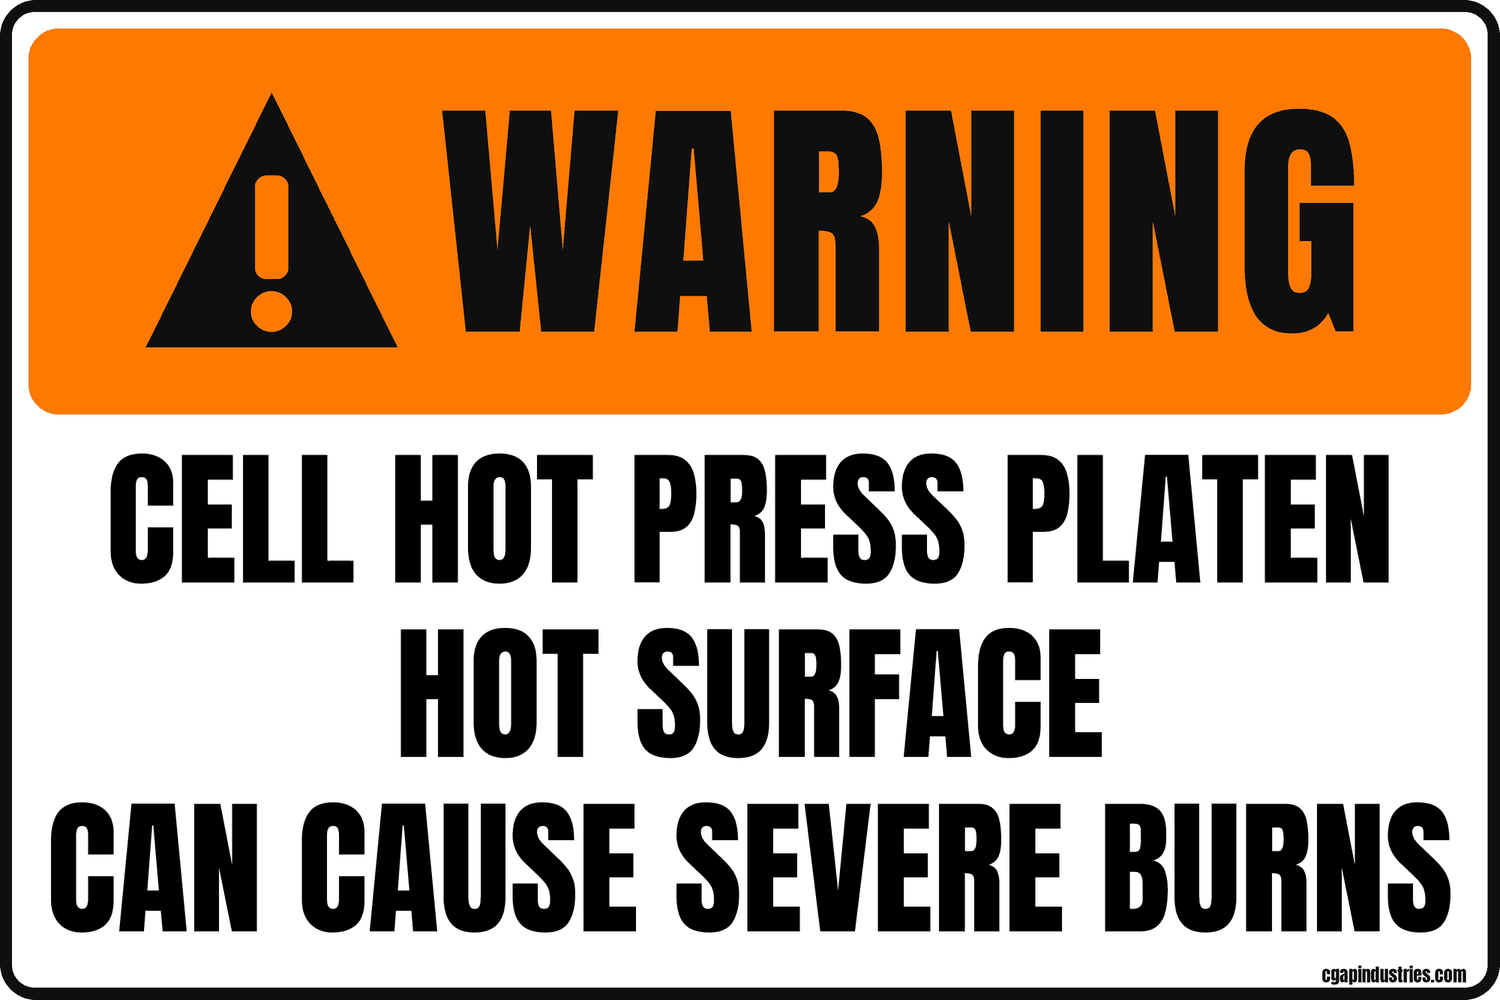 WARNING
CELL HOT PRESS PLATEN
HOT SURFACE
CAN CAUSE SEVERE BURNS
cgapindustries.com